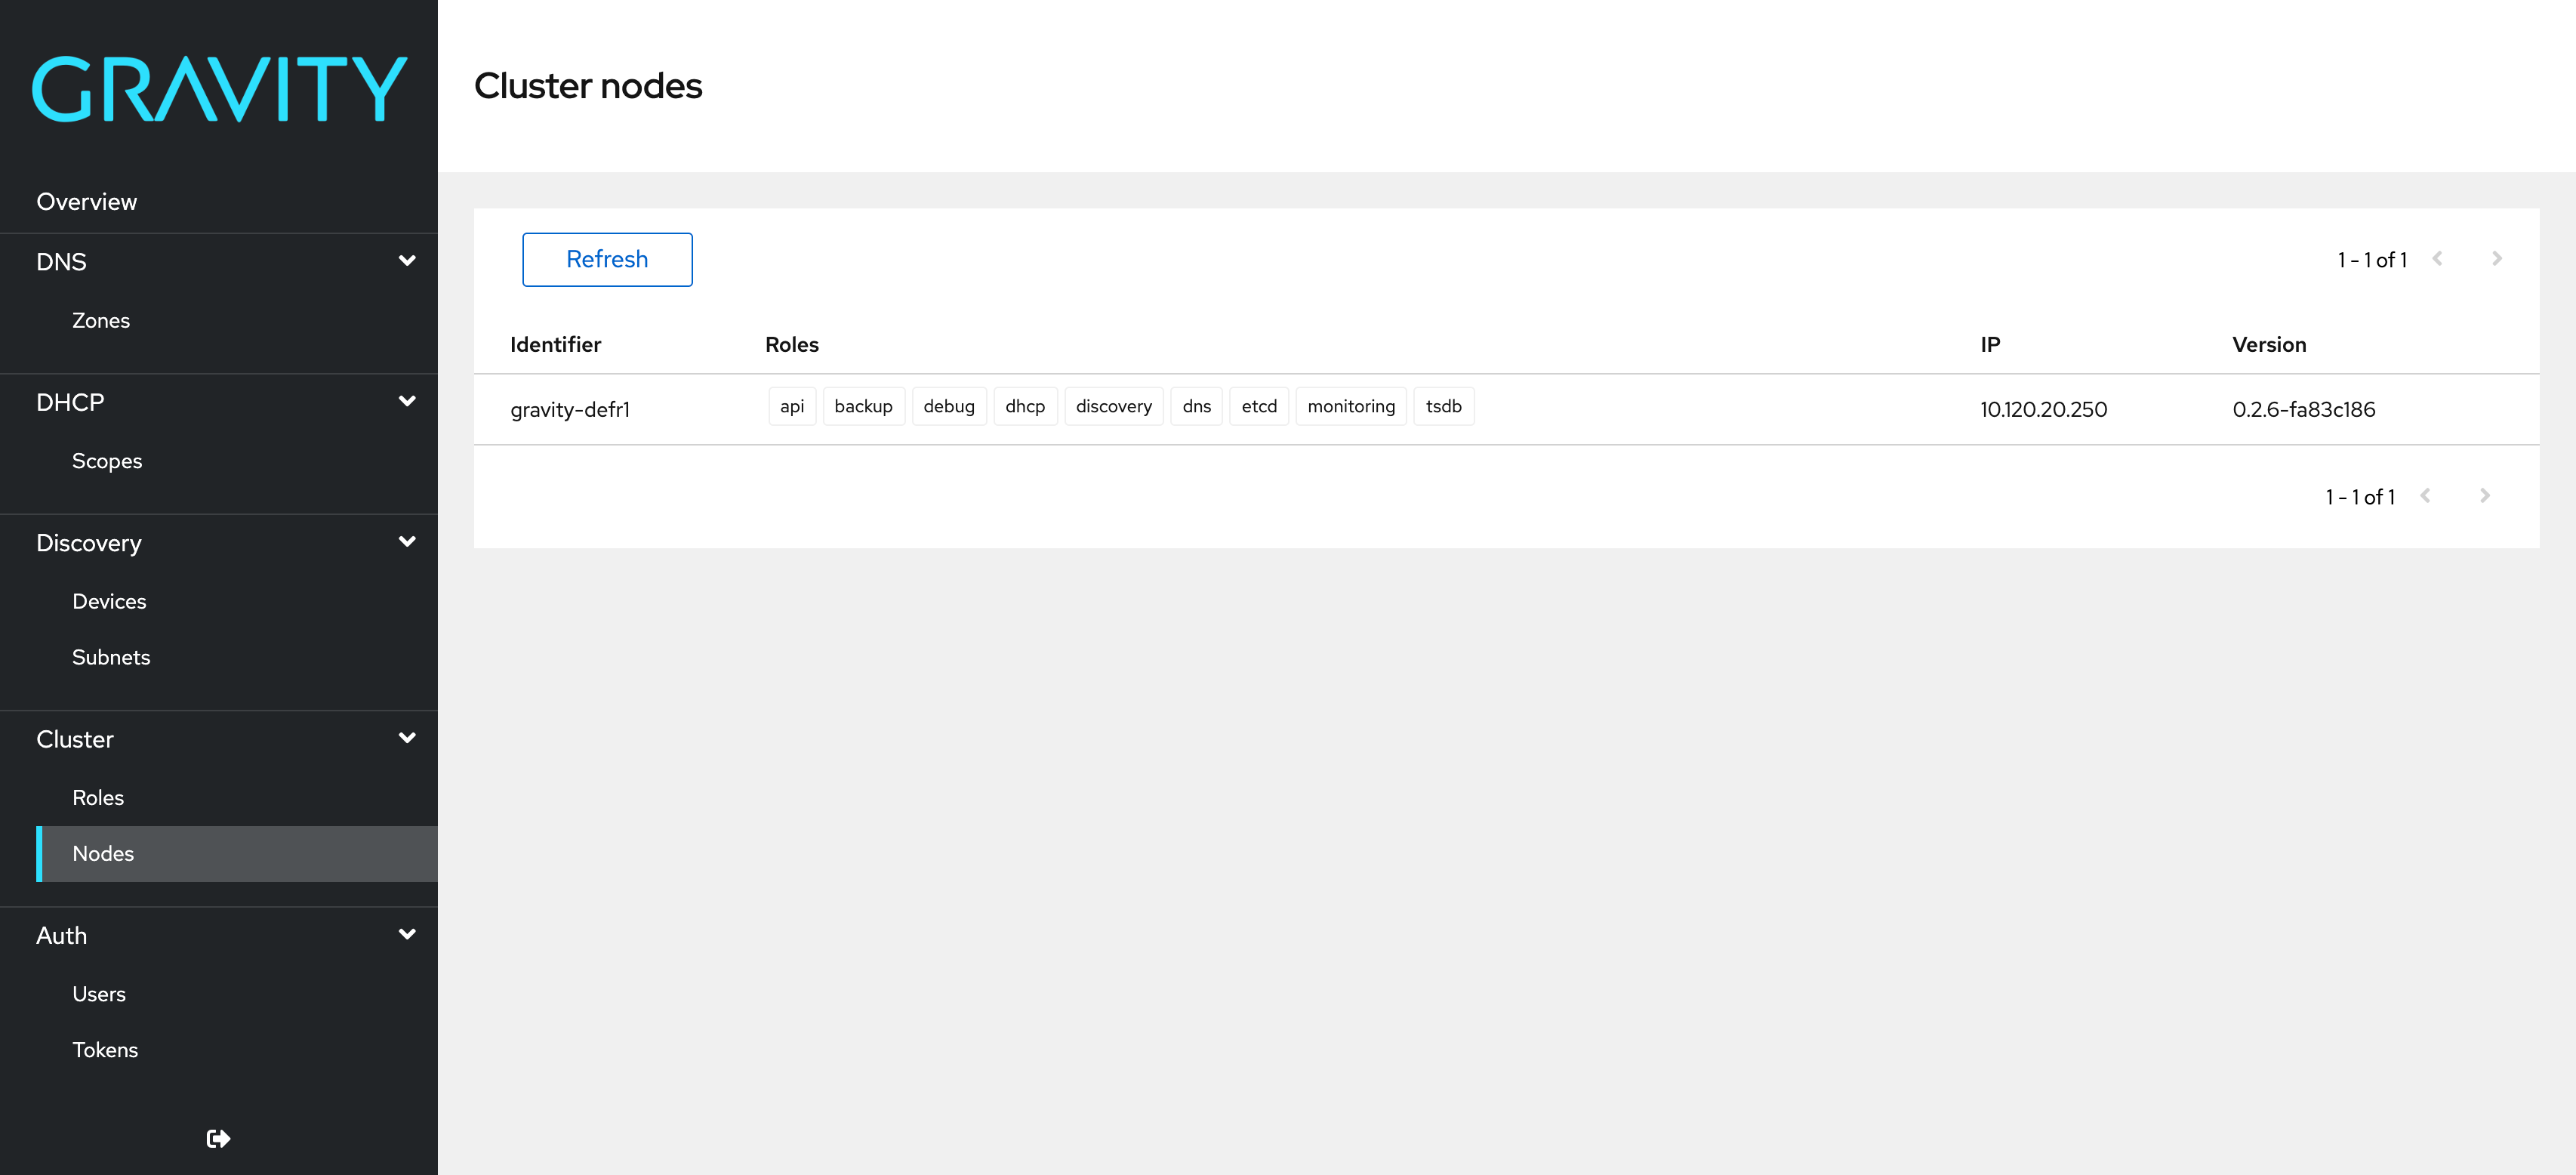 GRAVITY
Overview
DNS
Zones
DHCP
Scopes
Discovery
Devices
Subnets
Cluster
Roles
Nodes
Auth
Users
Tokens
Cluster nodes
Refresh
1 - 1 of 1
Identifier Roles IP Version
gravity-defr1 api backup debug dhcp discovery dns etcd monitoring tsdb 10.120.20.250 0.2.6-fa83c186
1 - 1 of 1